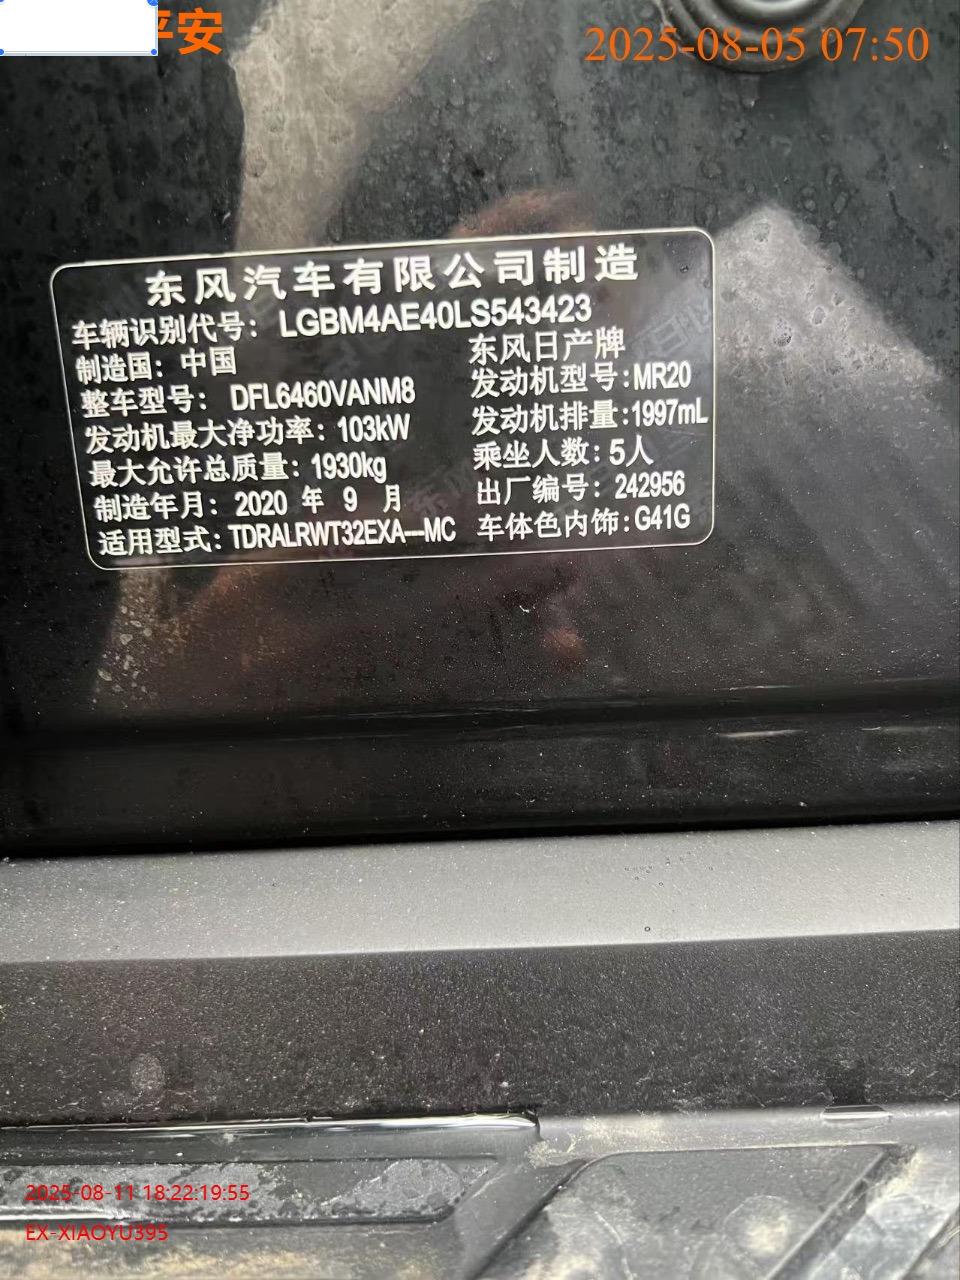 平安
2025-08-05 07:50
东风汽车有限公司制造
车辆识别代号： LGBM4AE40LS543423
制造国：中国 东风日产牌
整车型号： DFL6460VANM8 发动机型号：MR20
发动机最大净功率：103kW 发动机排量：1997mL
最大允许总质量：1930kg 乘坐人数：5人
制造年月：2020 年 9 月 出厂编号：242956
适用型式：TDRALRWT32EXA---MC 车体色内饰：G41G
2025-08-11 18:22:19:55
EX-XIAOYU395